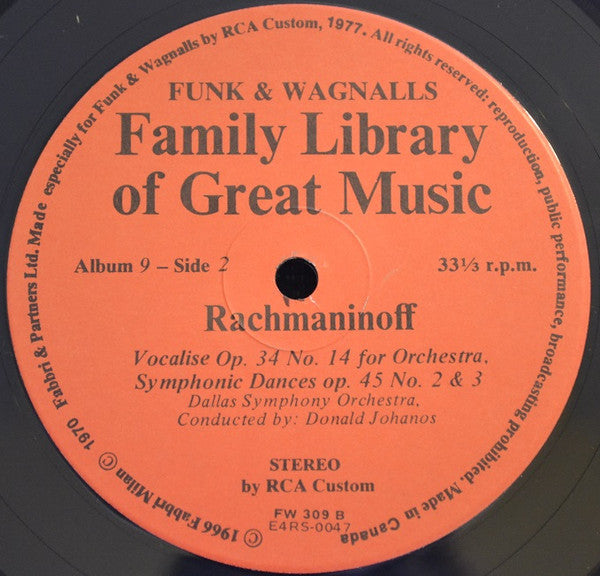 © 1966 Fabbri Milan © 1970 Fabbri & Partners Ltd. Made especially for Funk & Wagnalls by RCA Custom, 1977. All rights reserved: reproduction, public performance, broadcasting prohibited. Made in Canada
FUNK & WAGNALLS
Family Library
of Great Music
Album 9 – Side 2
33⅓ r.p.m.
Rachmaninoff
Vocalise Op. 34 No. 14 for Orchestra,
Symphonic Dances op. 45 No. 2 & 3
Dallas Symphony Orchestra,
Conducted by: Donald Johanos
STEREO
by RCA Custom
FW 309 B
E4RS-0047